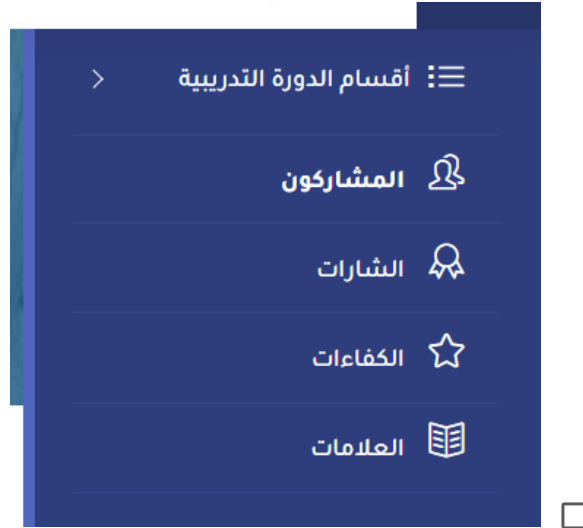 أقسام الدورة التدريبية
المشاركون
الشارات
الكفاءات
العلامات